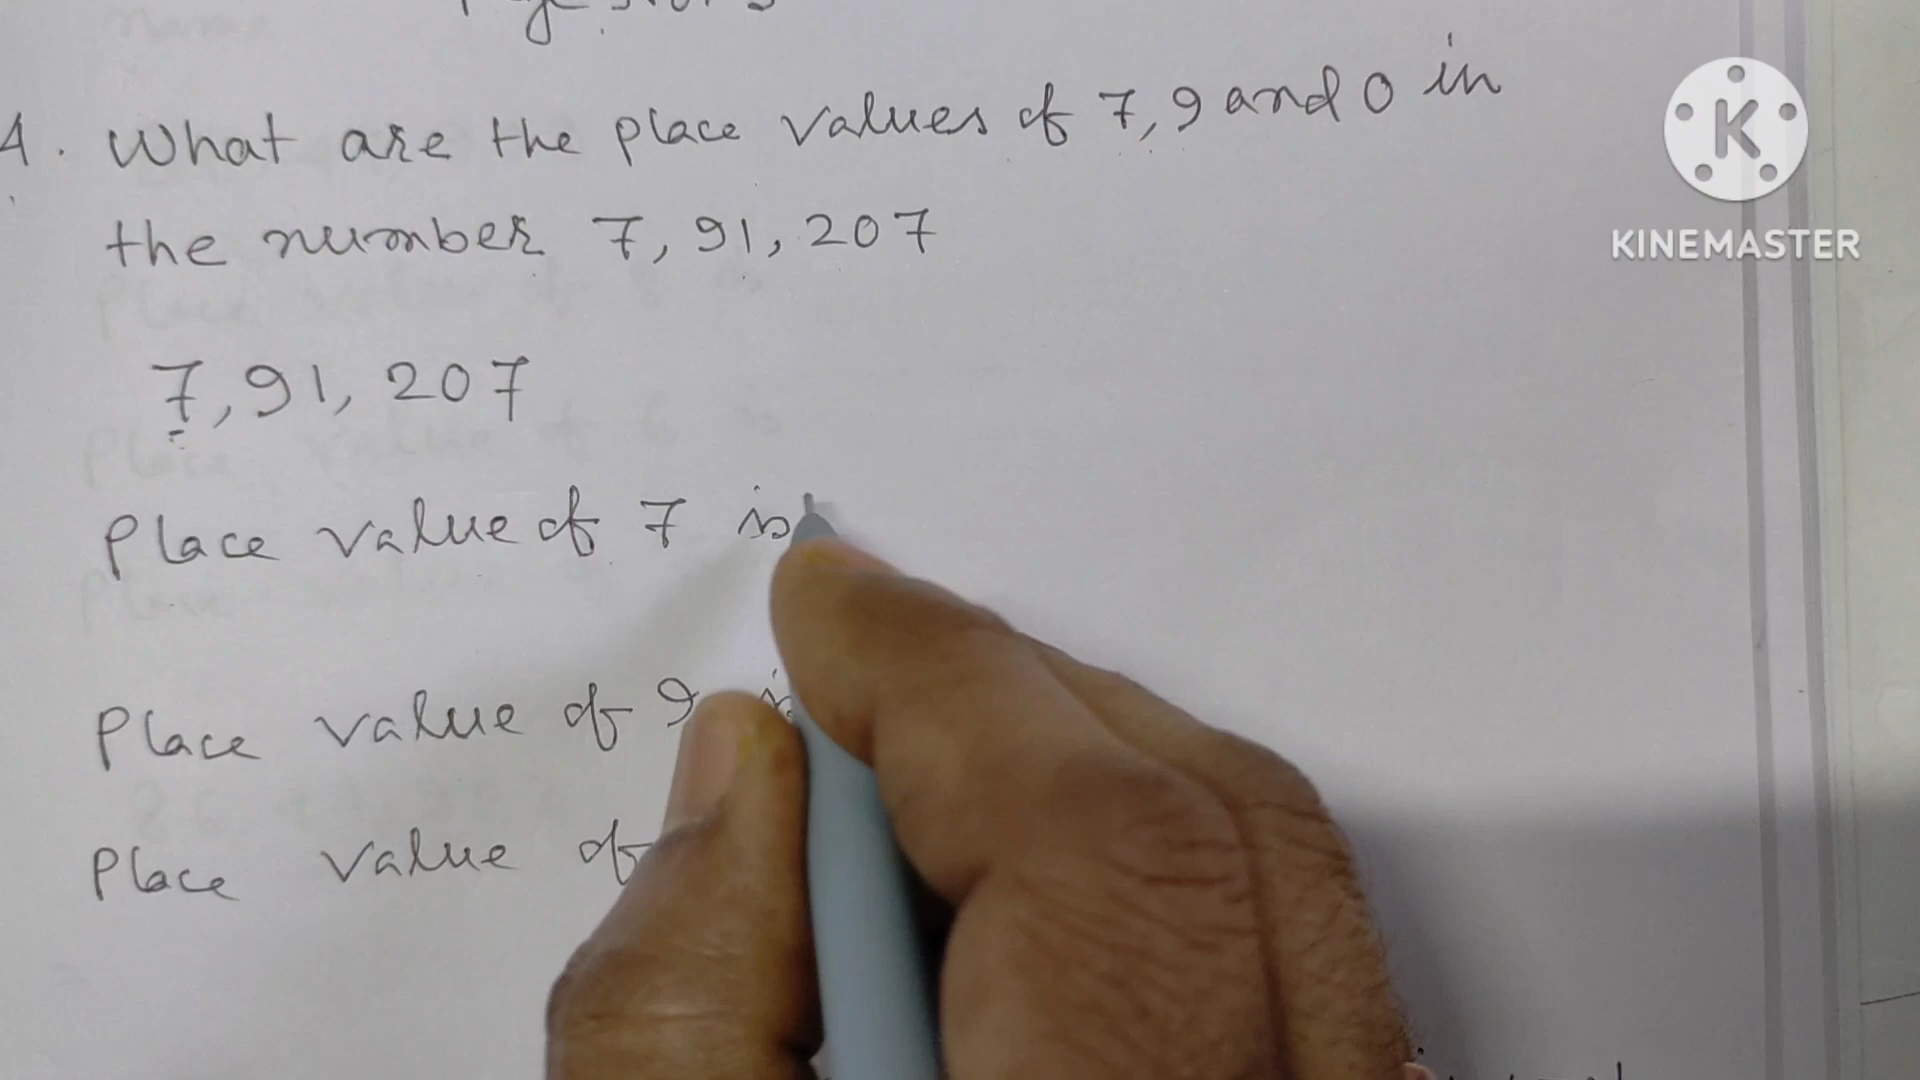 4. What are the place values of 7, 9 and 0 in
the number 7,91,207
7,91,207
Place value of 7 is
Place value of 9 is
Place value of
K
KINEMASTER